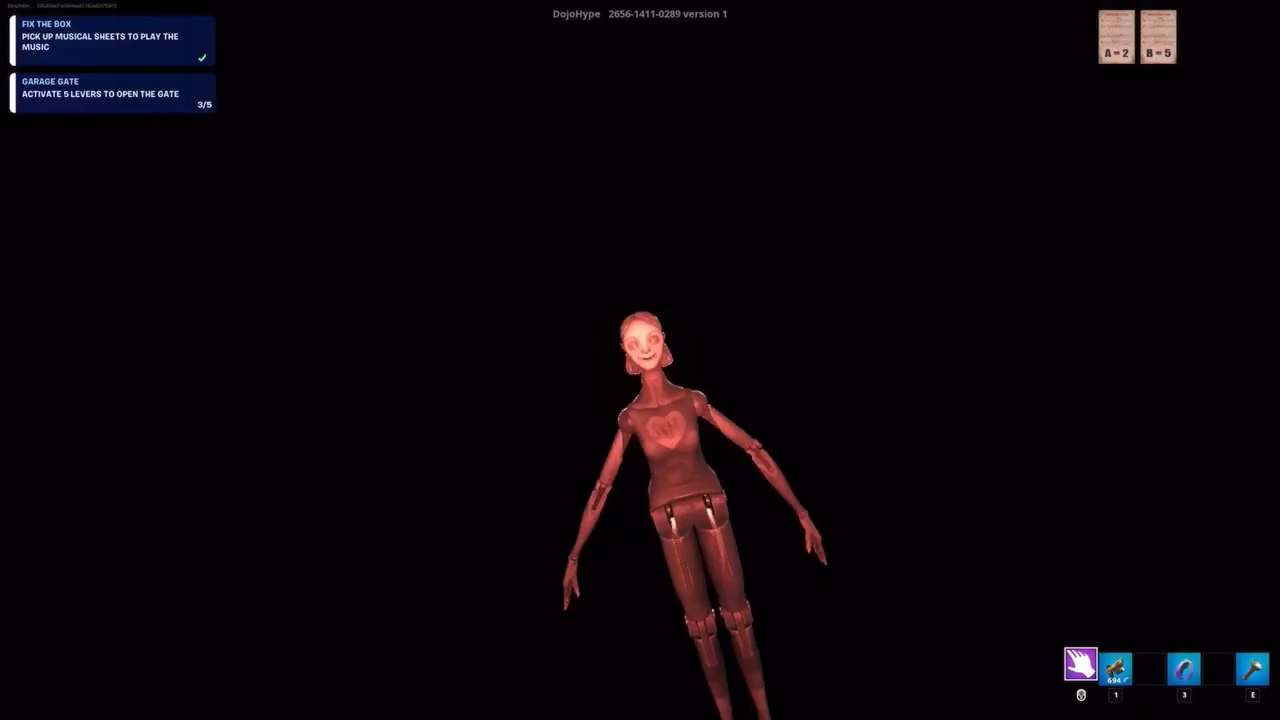 DojoHype 2656-1411-0289 version 1
FIX THE BOX
PICK UP MUSICAL SHEETS TO PLAY THE
MUSIC
GARAGE GATE
ACTIVATE 5 LEVERS TO OPEN THE GATE
3/5
A = 2
B = 5
694
1
3
E